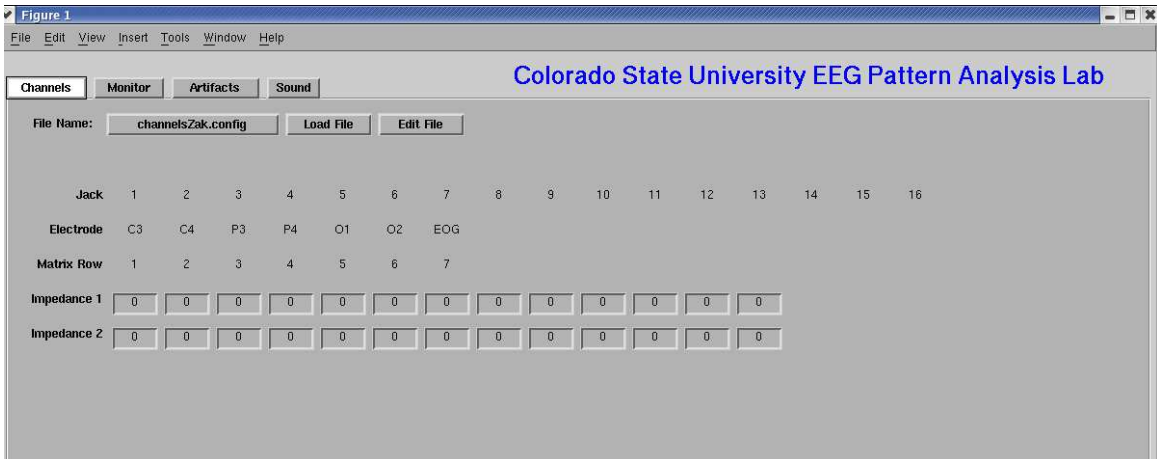 Figure 1
File Edit View Insert Tools Window Help
Colorado State University EEG Pattern Analysis Lab
Channels Monitor Artifacts Sound
File Name: channelsZak.config Load File Edit File
Jack 1 2 3 4 5 6 7 8 9 10 11 12 13 14 15 16
Electrode C3 C4 P3 P4 O1 O2 EOG
Matrix Row 1 2 3 4 5 6 7
Impedance 1 0 0 0 0 0 0 0 0 0 0 0 0 0
Impedance 2 0 0 0 0 0 0 0 0 0 0 0 0 0